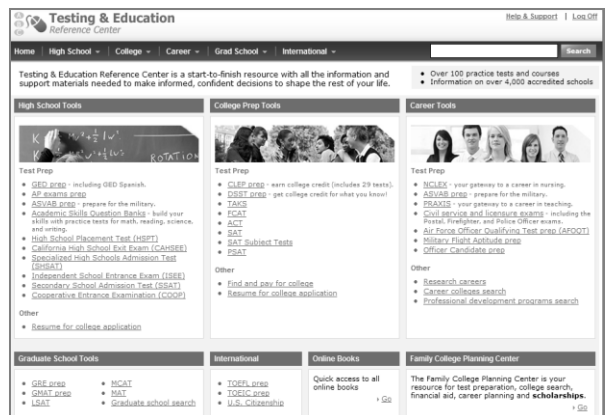 Testing & Education
Reference Center
Help & Support | Log Off
Home | High School | College | Career | Grad School | International
Search
Testing & Education Reference Center is a start-to-finish resource with all the information and
support materials needed to make informed, confident decisions to shape the rest of your life.
• Over 100 practice tests and courses
• Information on over 4,000 accredited schools
High School Tools
ROTATION
Test Prep
• GED prep - including GED Spanish.
• AP exams prep
• ASVAB prep - prepare for the military.
• Academic Skills Question Banks - build your
skills with practice tests for math, reading, science,
and writing.
• High School Placement Test (HSPT)
• California High School Exit Exam (CAHSEE)
• Specialized High Schools Admission Test
(SHSAT)
• Independent School Entrance Exam (ISEE)
• Secondary School Admission Test (SSAT)
• Cooperative Entrance Examination (COOP)
Other
• Resume for college application
College Prep Tools
Test Prep
• CLEP prep - earn college credit (includes 29 tests).
• DSST prep - get college credit for what you know!
• TAKS
• FCAT
• ACT
• SAT
• SAT Subject Tests
• PSAT
Other
• Find and pay for college
• Resume for college application
Career Tools
Test Prep
• NCLEX - your gateway to a career in nursing.
• ASVAB prep - prepare for the military.
• PRAXIS - your gateway to a career in teaching.
• Civil service and licensure exams - including the
Postal, Firefighter, and Police Officer exams.
• Air Force Officer Qualifying Test prep (AFOQT)
• Military Flight Aptitude prep
• Officer Candidate prep
Other
• Research careers
• Career colleges search
• Professional development programs search
Graduate School Tools
• GRE prep
• GMAT prep
• LSAT
• MCAT
• MAT
• Graduate school search
International
• TOEFL prep
• TOEIC prep
• U.S. Citizenship
Online Books
Quick access to all
online books
› Go
Family College Planning Center
The Family College Planning Center is your
resource for test preparation, college search,
financial aid, career planning and scholarships.
› Go